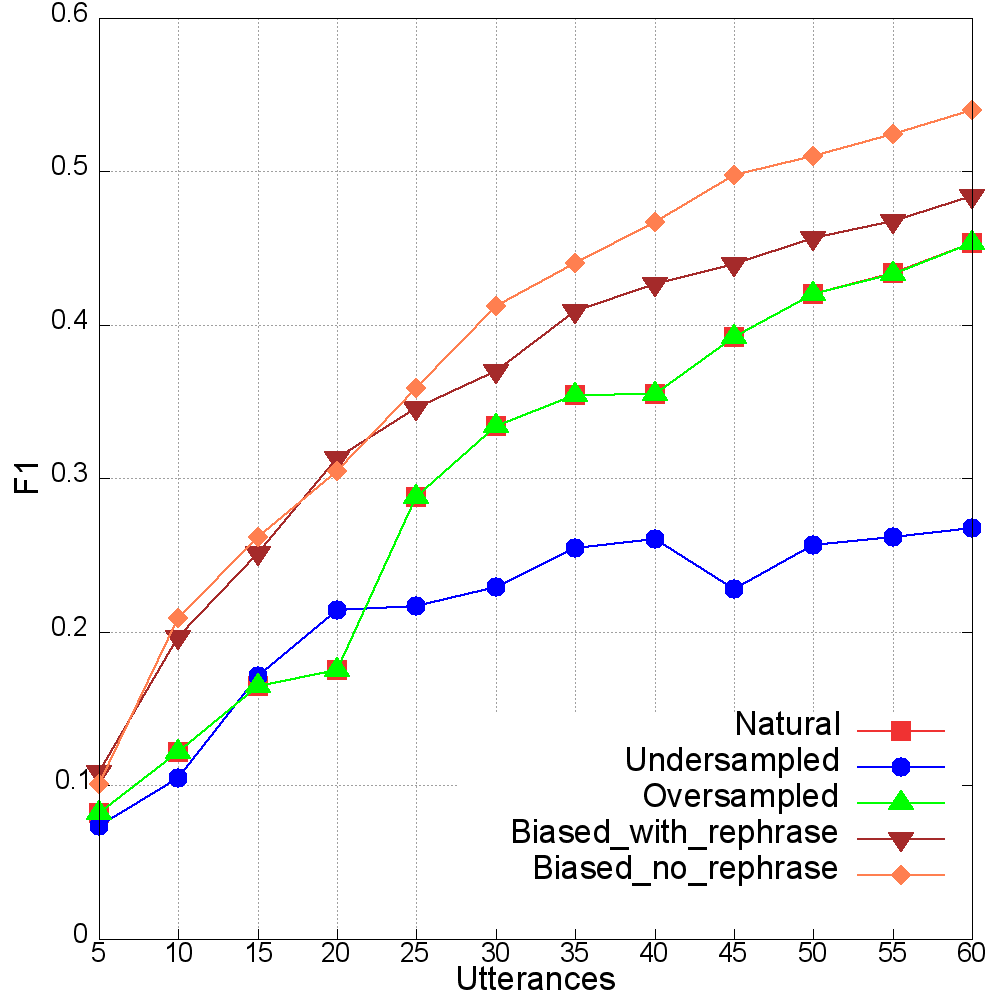 0.6
0.5
0.4
0.3
0.2
0.1
0
F1
5 10 15 20 25 30 35 40 45 50 55 60
Utterances
Natural
Undersampled
Oversampled
Biased_with_rephrase
Biased_no_rephrase